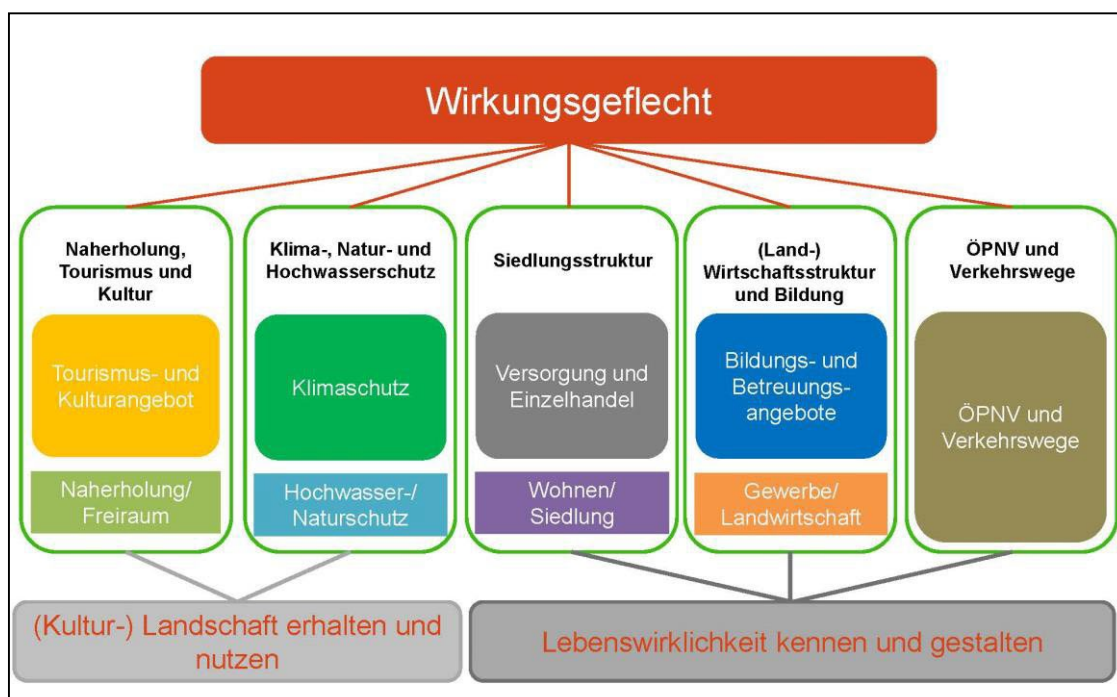 Wirkungsgeflecht
Naherholung,
Tourismus und
Kultur
Tourismus- und
Kulturangebot
Naherholung/
Freiraum
Klima-, Natur- und
Hochwasserschutz
Klimaschutz
Hochwasser-/
Naturschutz
Siedlungsstruktur
Versorgung und
Einzelhandel
Wohnen/
Siedlung
(Land-)
Wirtschaftsstruktur
und Bildung
Bildungs- und
Betreuungs-
angebote
Gewerbe/
Landwirtschaft
ÖPNV und
Verkehrswege
ÖPNV und
Verkehrswege
(Kultur-) Landschaft erhalten und
nutzen
Lebenswirklichkeit kennen und gestalten